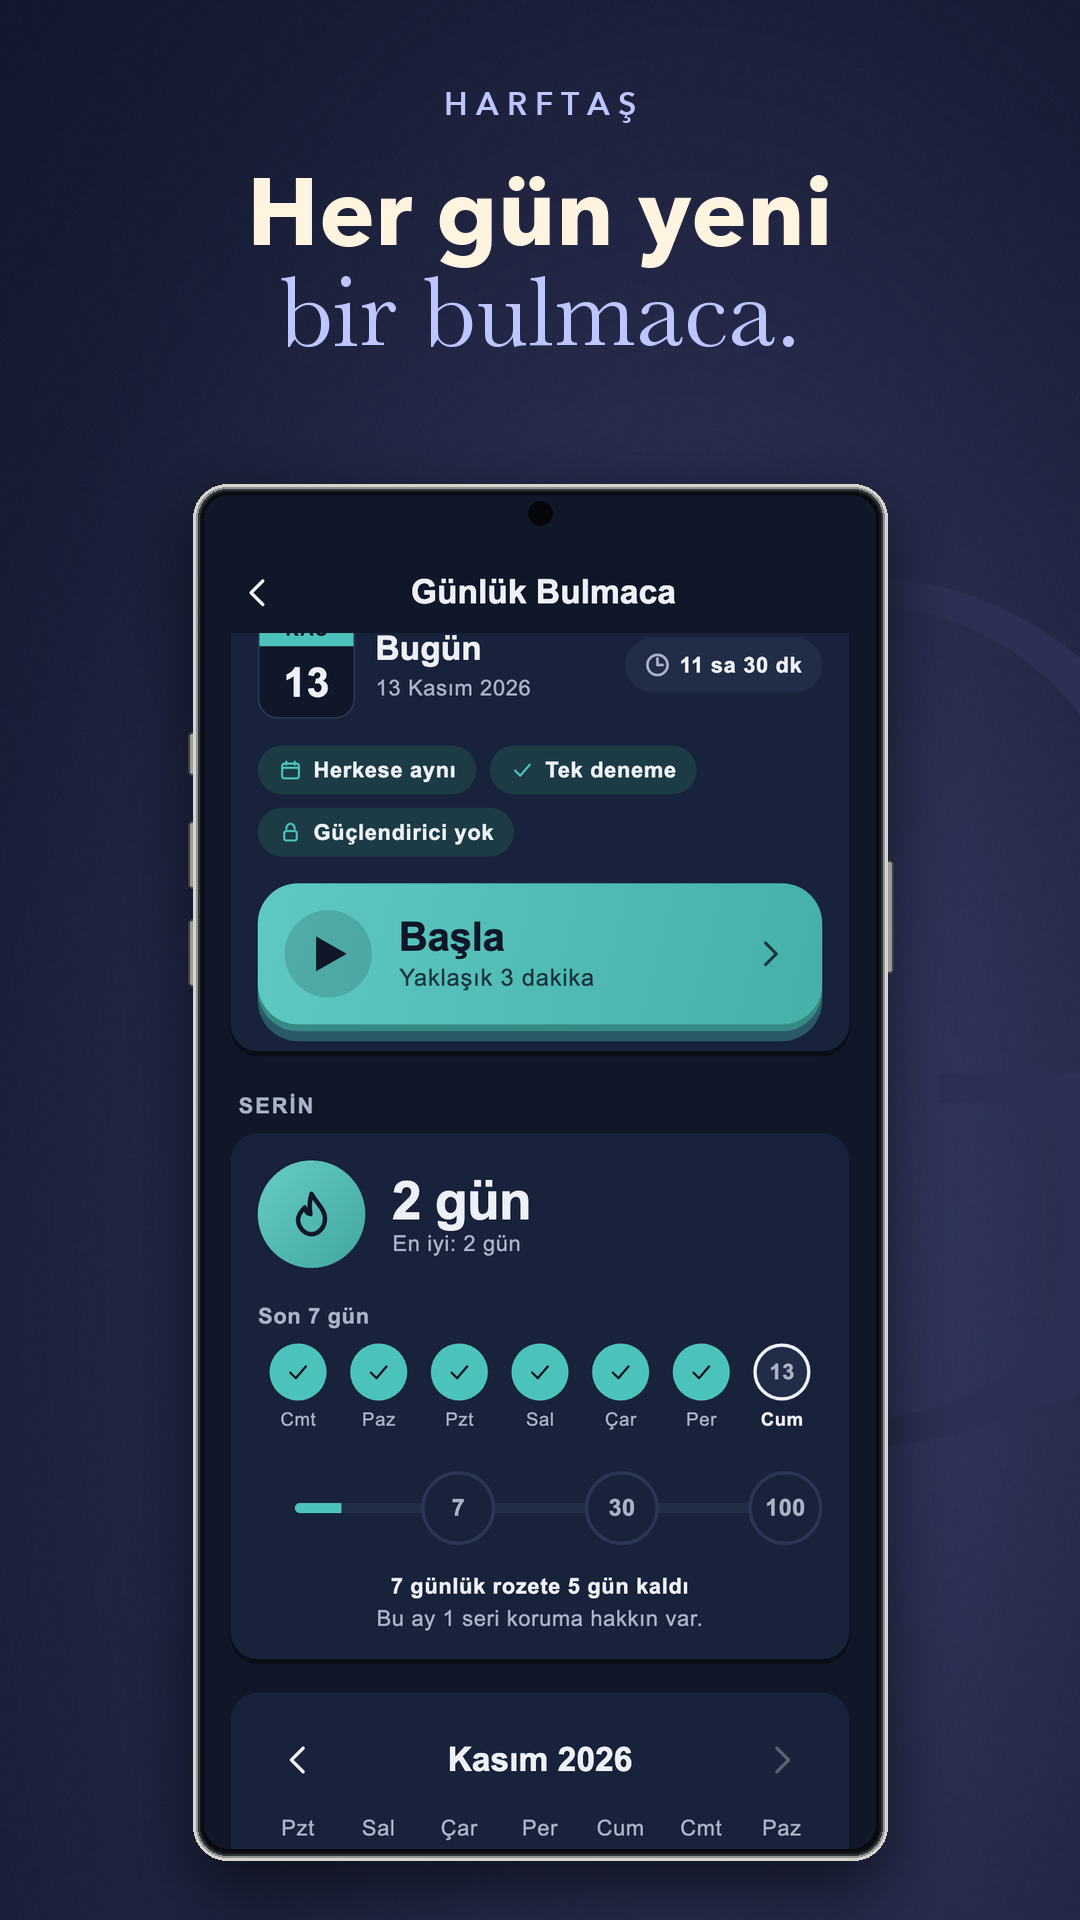 HARFTAŞ
Her gün yeni
bir bulmaca.
Günlük Bulmaca
13
Bugün
13 Kasım 2026
11 sa 30 dk
Herkese aynı
Tek deneme
Güçlendirici yok
Başla
Yaklaşık 3 dakika
SERİN
2 gün
En iyi: 2 gün
Son 7 gün
13
Cmt Paz Pzt Sal Çar Per Cum
7 30 100
7 günlük rozete 5 gün kaldı
Bu ay 1 seri koruma hakkın var.
Kasım 2026
Pzt Sal Çar Per Cum Cmt Paz